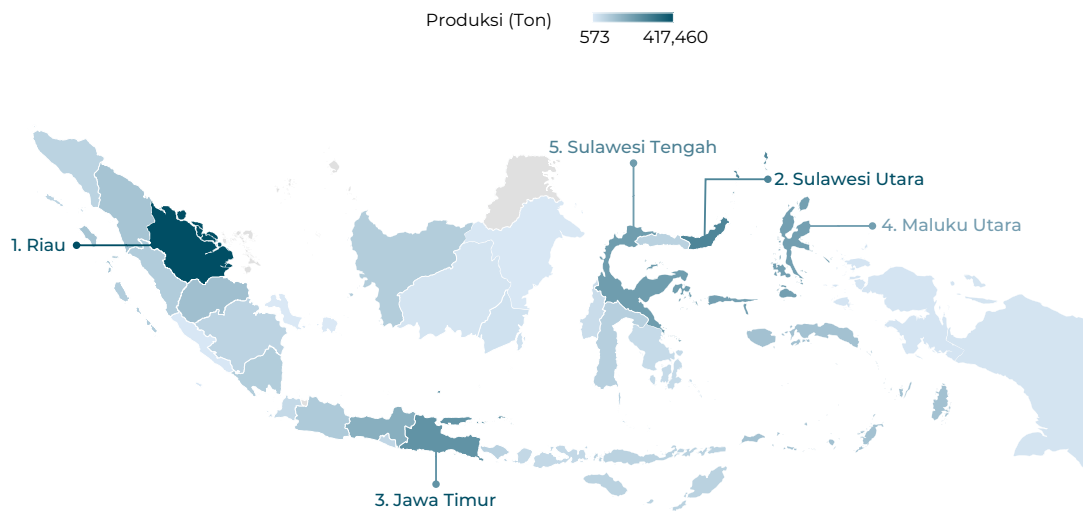 Produksi (Ton)
573 417,460
5. Sulawesi Tengah
2. Sulawesi Utara
4. Maluku Utara
1. Riau
3. Jawa Timur